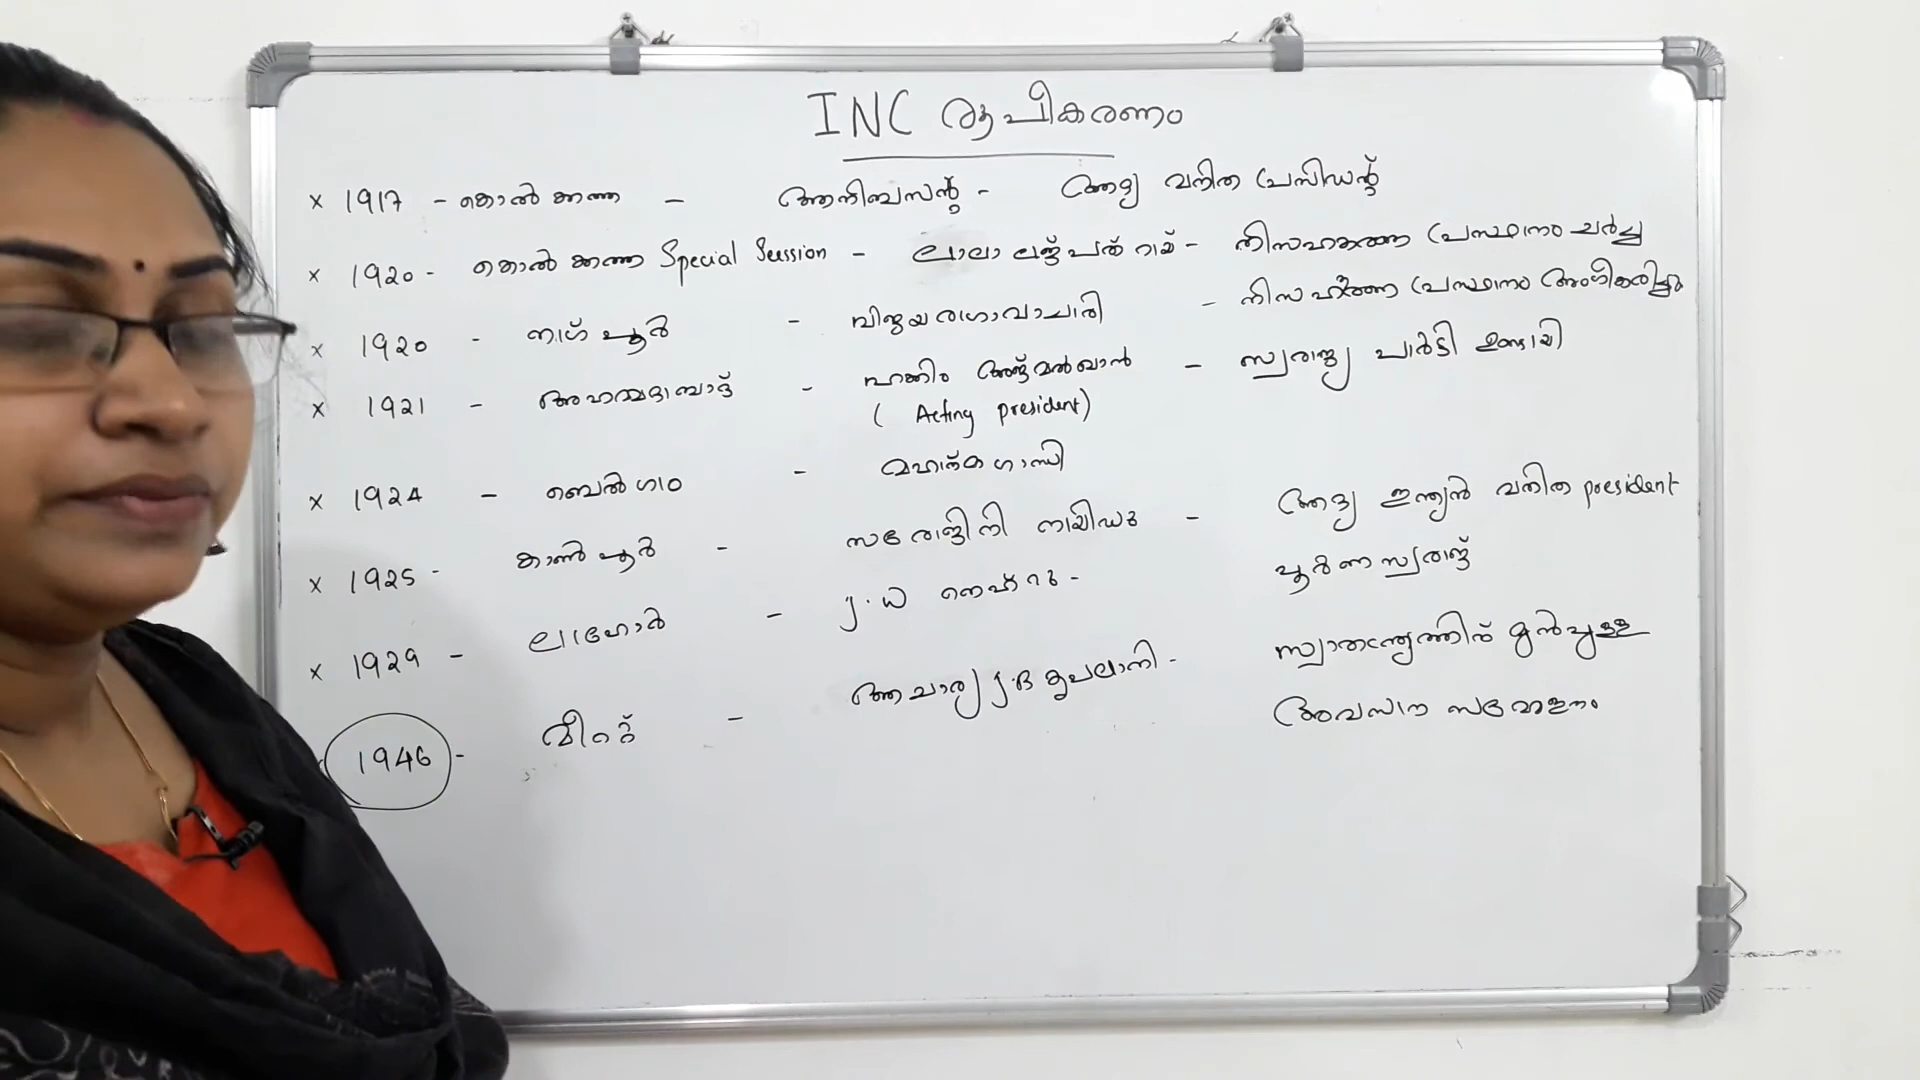 INC രൂപീകരണം
x 1917 - കൊൽക്കത്ത - ആനിബസന്റ് - ആദ്യ വനിത പ്രസിഡന്റ്
x 1920 - കൊൽക്കത്ത Special Session - ലാലാ ലജ്പത് റായ് - നിസഹകരണ പ്രസ്ഥാനം ചർച്ച
x 1920 - നാഗ്പൂർ - വിജയരാഗാവാചാരി - നിസഹകരണ പ്രസ്ഥാനം അംഗീകരിച്ചു
x 1921 - അഹമ്മദാബാദ് - ഹക്കിം അജ്മൽഖാൻ - സ്വരാജ്യ പാർട്ടി ഉണ്ടായി
( Acting president)
x 1924 - ബെൽഗാം - മഹാത്മാ ഗാന്ധി
x 1925 - കാൺപൂർ - സരോജിനി നായിഡു - ആദ്യ ഇന്ത്യൻ വനിത president
x 1929 - ലാഹോർ - J.ല നെഹ്റു - പൂർണസ്വരാജ്
1946 - മീററ്റ് - ആചാര്യ J.B കൃപലാനി - സ്വാതന്ത്ര്യത്തിന് മുൻപുള്ള
അവസാന സമ്മേളനം